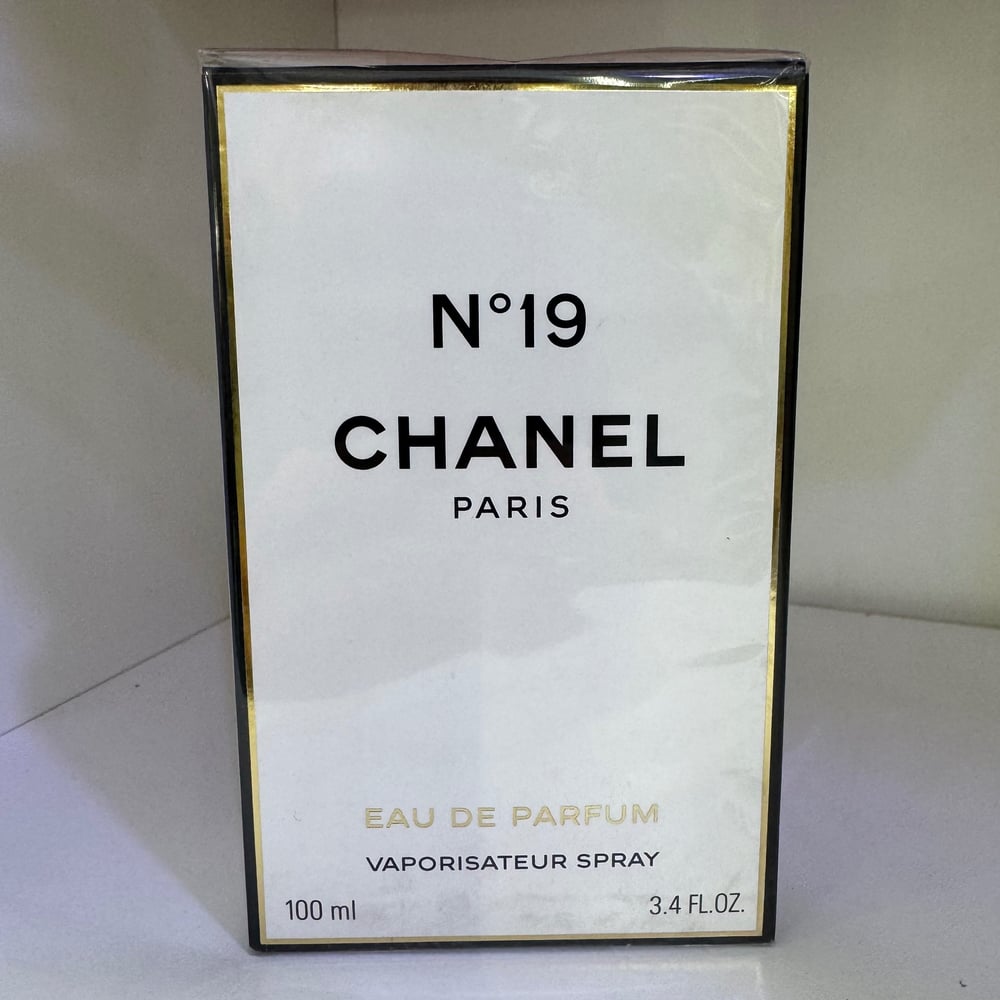 N°19
CHANEL
PARIS
EAU DE PARFUM
VAPORISATEUR SPRAY
100 ml 3.4 FL.OZ.